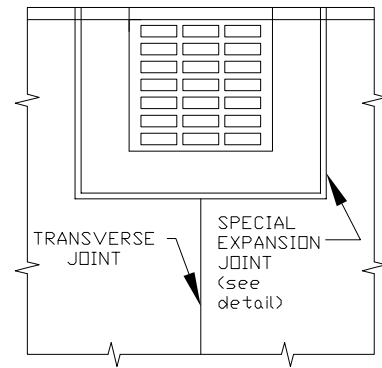 TRANSVERSE
JOINT
SPECIAL
EXPANSION
JOINT
(see
detail)